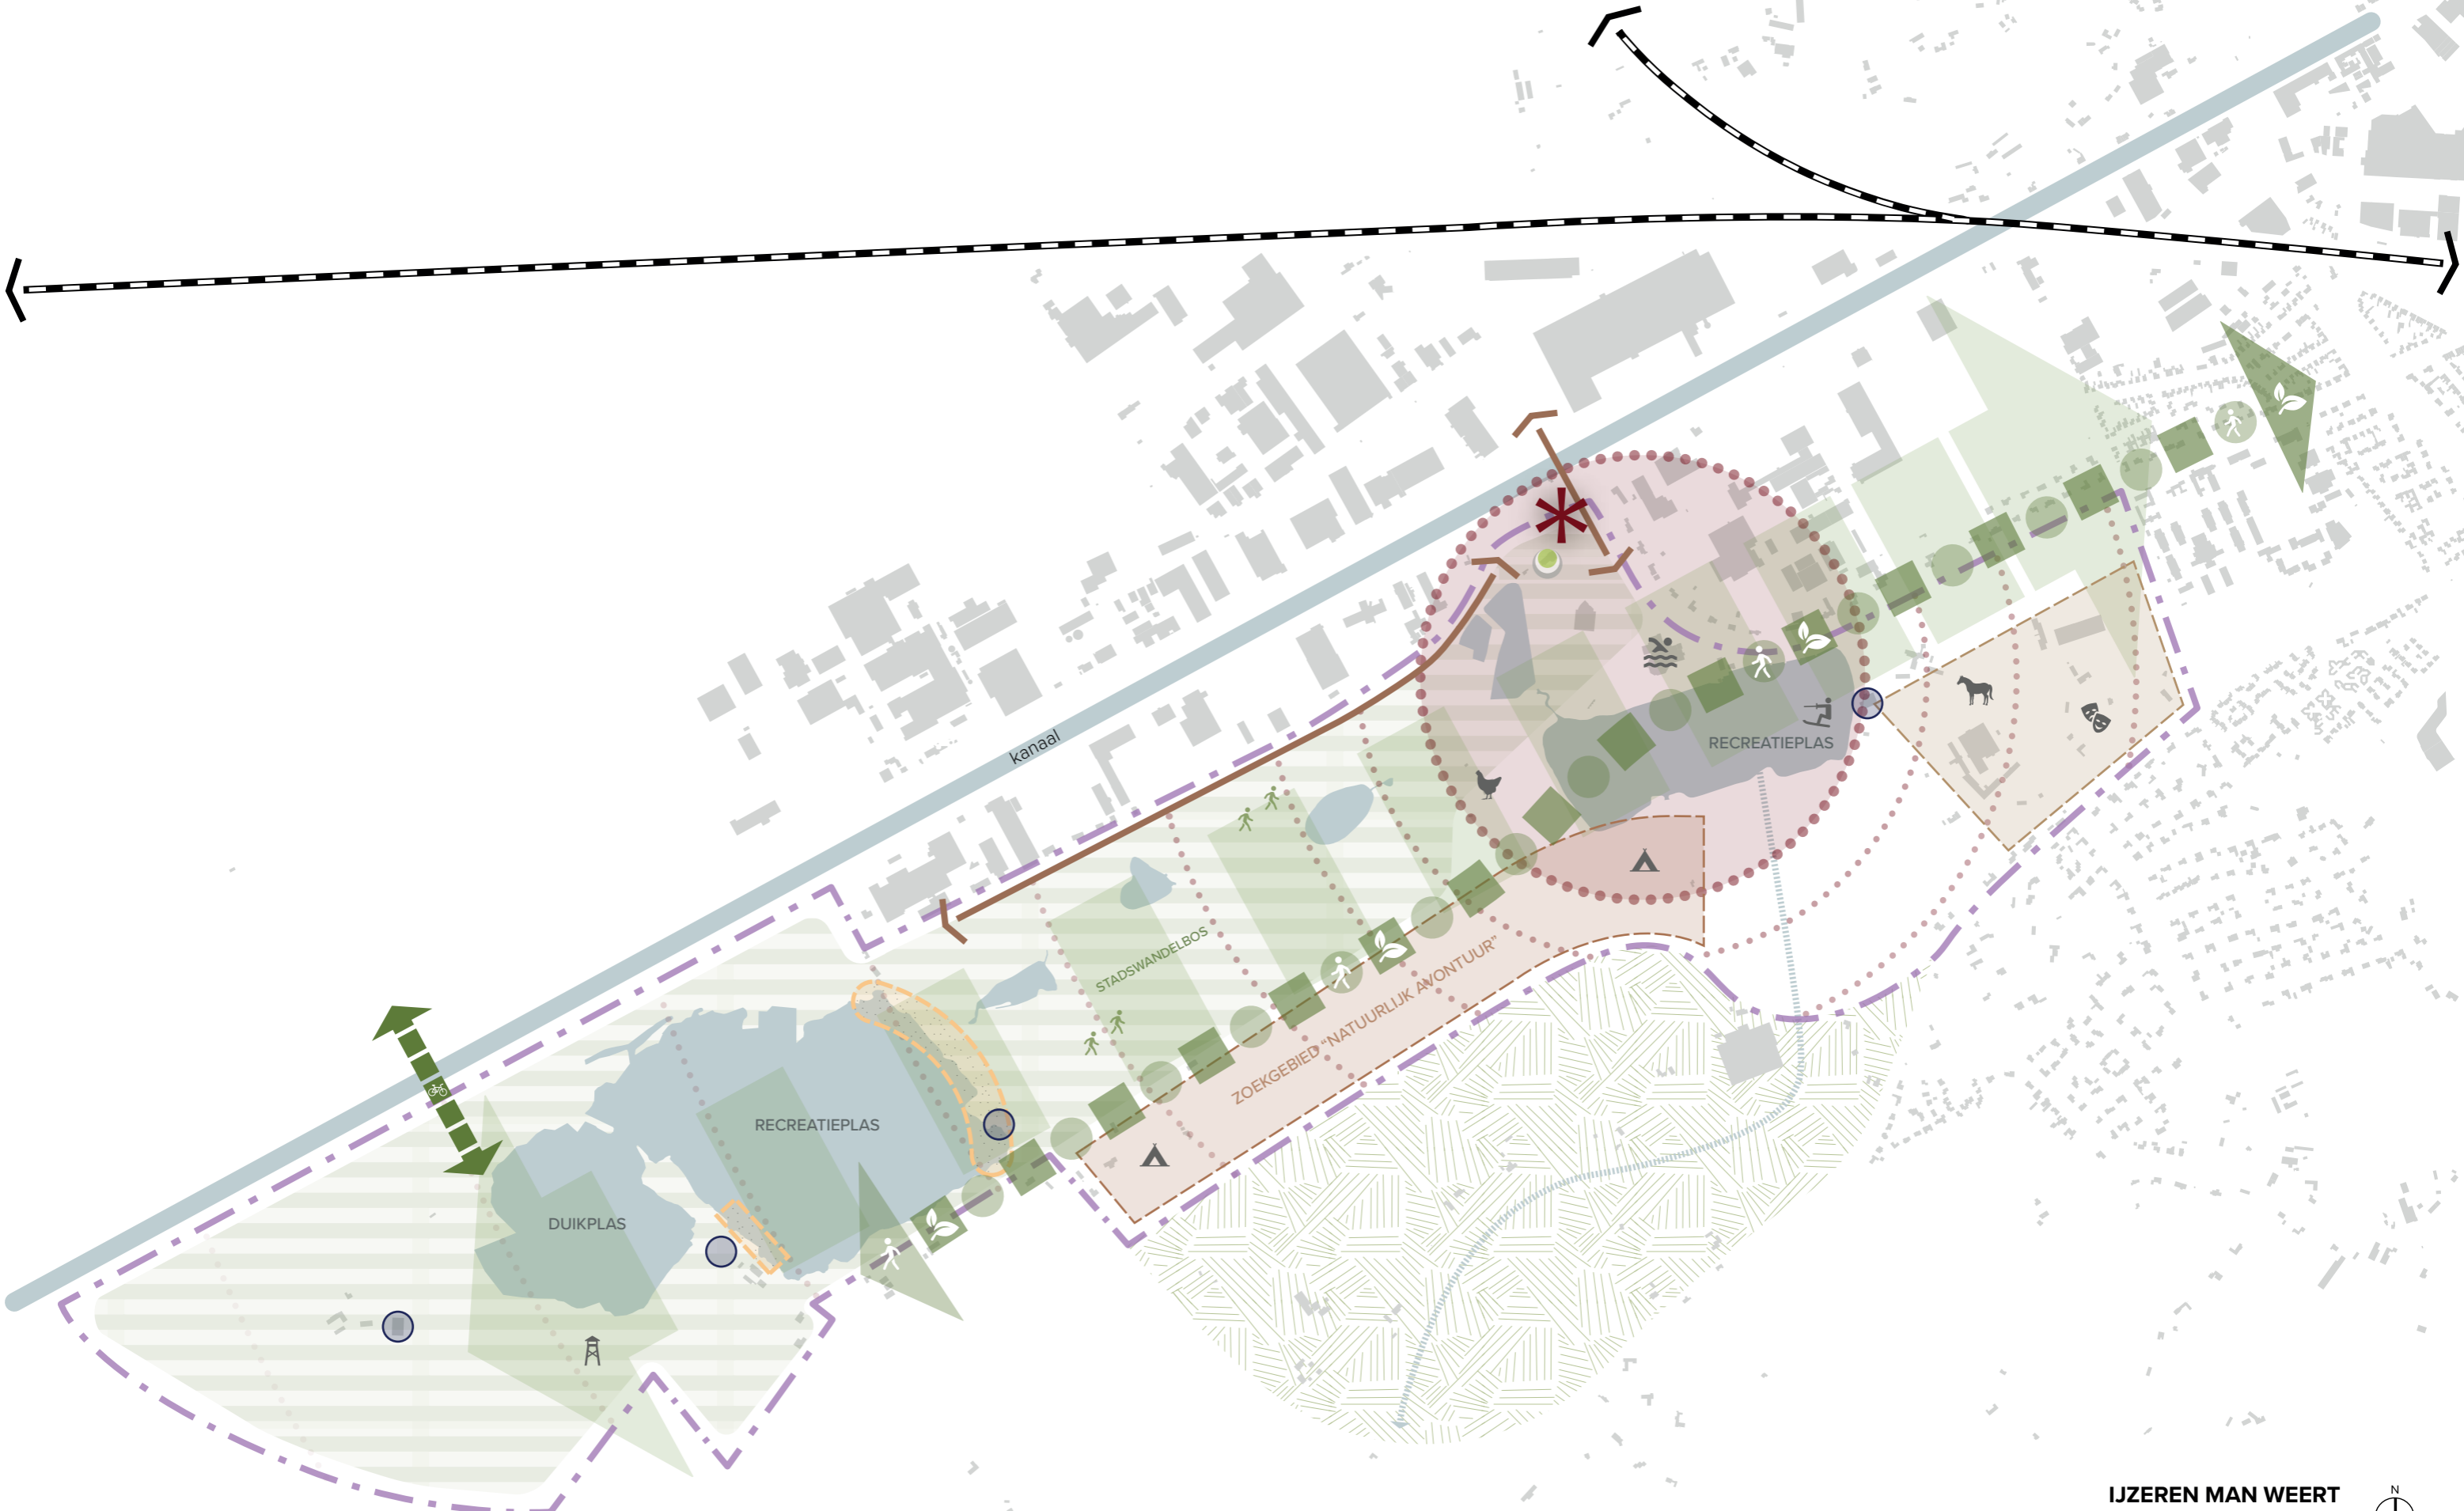 kanaal
RECREATIEPLAS
STADSWANDELBOS
ZOEKGEBIED “NATUURLIJK AVONTUUR”
RECREATIEPLAS
DUIKPLAS
IJZEREN MAN WEERT
N